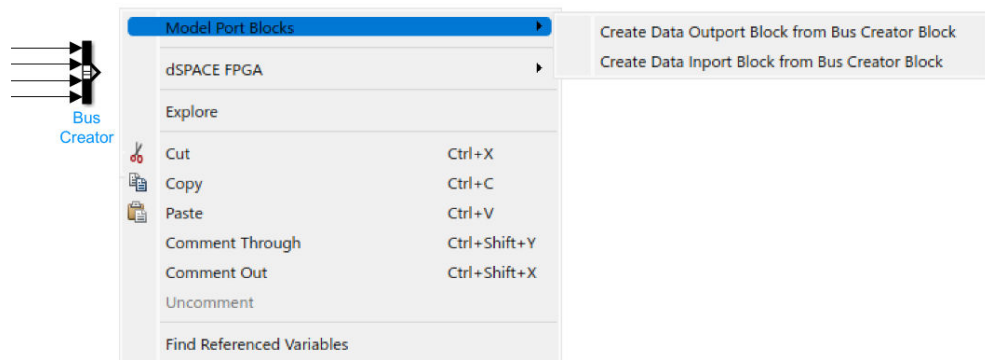 Model Port Blocks
Create Data Outport Block from Bus Creator Block
Create Data Inport Block from Bus Creator Block
dSPACE FPGA
Explore
Bus
Creator
Cut Ctrl+X
Copy Ctrl+C
Paste Ctrl+V
Comment Through Ctrl+Shift+Y
Comment Out Ctrl+Shift+X
Uncomment
Find Referenced Variables